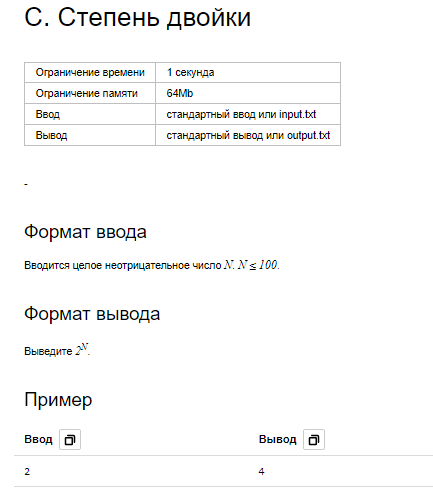 C. Степень двойки
Ограничение времени 1 секунда
Ограничение памяти 64Mb
Ввод стандартный ввод или input.txt
Вывод стандартный вывод или output.txt
-
Формат ввода
Вводится целое неотрицательное число N. N ≤ 100.
Формат вывода
Выведите 2^N.
Пример
Ввод Вывод
2 4